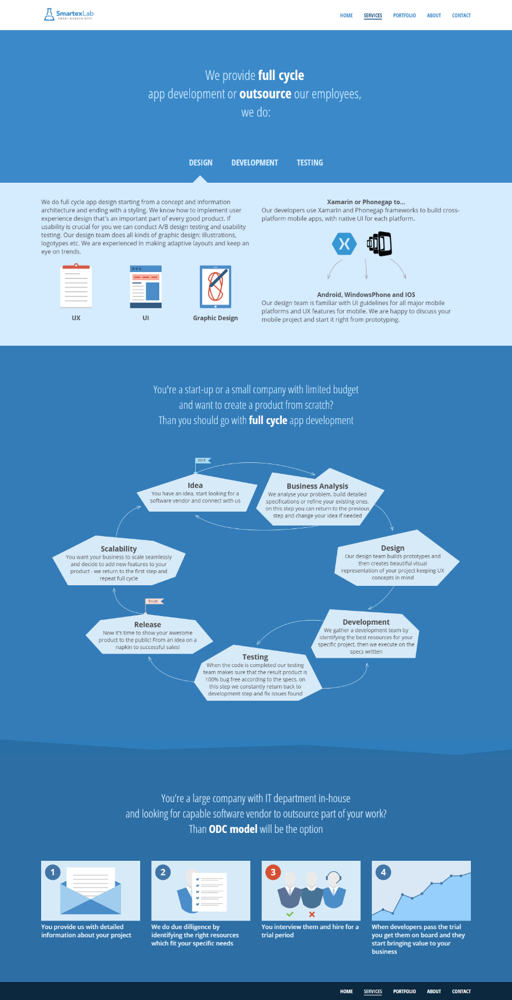 SmartexLab
SMART MODERN APPS
HOME SERVICES PORTFOLIO ABOUT CONTACT
We provide full cycle
app development or outsource our employees,
we do:
DESIGN DEVELOPMENT TESTING
We do full cycle app design starting from a concept and information
architecture and ending with a styling. We know how to implement user
experience design that's an important part of every good product. If
usability is crucial for you we can conduct A/B design testing and usability
testing. Our design team does all kinds of graphic design: illustrations,
logotypes etc. We are experienced in making adaptive layouts and keep an
eye on trends.
UX
UI
Graphic Design
Xamarin or Phonegap to...
Our developers use Xamarin and Phonegap frameworks to build cross-
platform mobile apps, with native UI for each platform.
X
Android, WindowsPhone and IOS
Our design team is familiar with UI guidelines for all major mobile
platforms and UX features for mobile. We are happy to discuss your
mobile project and start it right from prototyping.
You're a start-up or a small company with limited budget
and want to create a product from scratch?
Than you should go with full cycle app development
start
Idea
You have an idea, start looking for a
software vendor and connect with us
Business Analysis
We analyse your problem, build detailed
specifications or refine your existing ones.
on this step you can return to the previous
step and change your idea if needed
Scalability
You want your business to scale seamlessly
and decide to add new features to your
product - we return to the first step and
repeat full cycle
Design
Our design team builds prototypes and
then creates beautiful visual
representation of your project keeping UX
concepts in mind
finish
Release
Now it's time to show your awesome
product to the public! From an idea on a
napkin to successful sales!
Development
We gather a development team by
identifying the best resources for your
specific project, then we execute on the
specs written
Testing
When the code is completed our testing
team makes sure that the result product is
100% bug free according to the specs. on
this step we constantly return back to
development step and fix issues found
You’re a large company with IT department in-house
and looking for capable software vendor to outsource part of your work?
Than ODC model will be the option
1
You provide us with detailed
information about your project
2
We do due dilligence by
identifying the right resources
which fit your specific needs
3
You interview them and hire for a
trial period
4
When developers pass the trial
you get them on board and they
start bringing value to your
business
HOME SERVICES PORTFOLIO ABOUT CONTACT